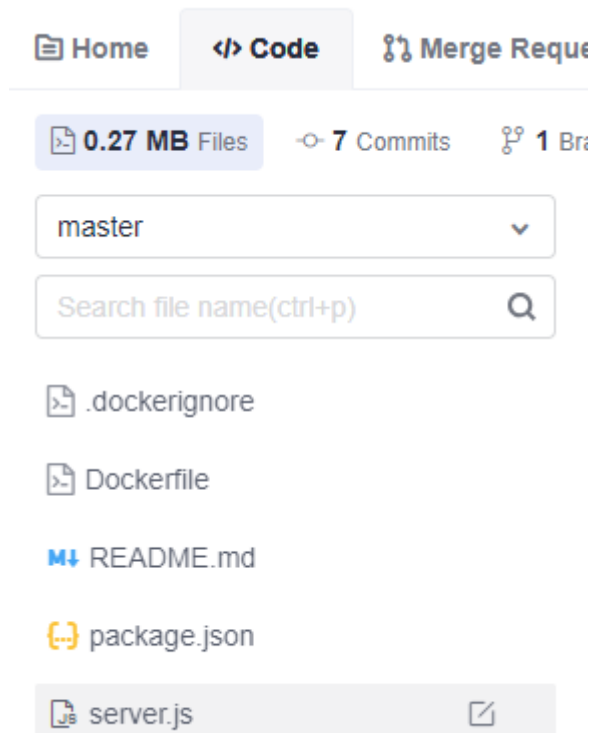 Home Code Merge Reque
0.27 MB Files 7 Commits 1 Bra
master
Search file name(ctrl+p)
.dockerignore
Dockerfile
README.md
package.json
server.js